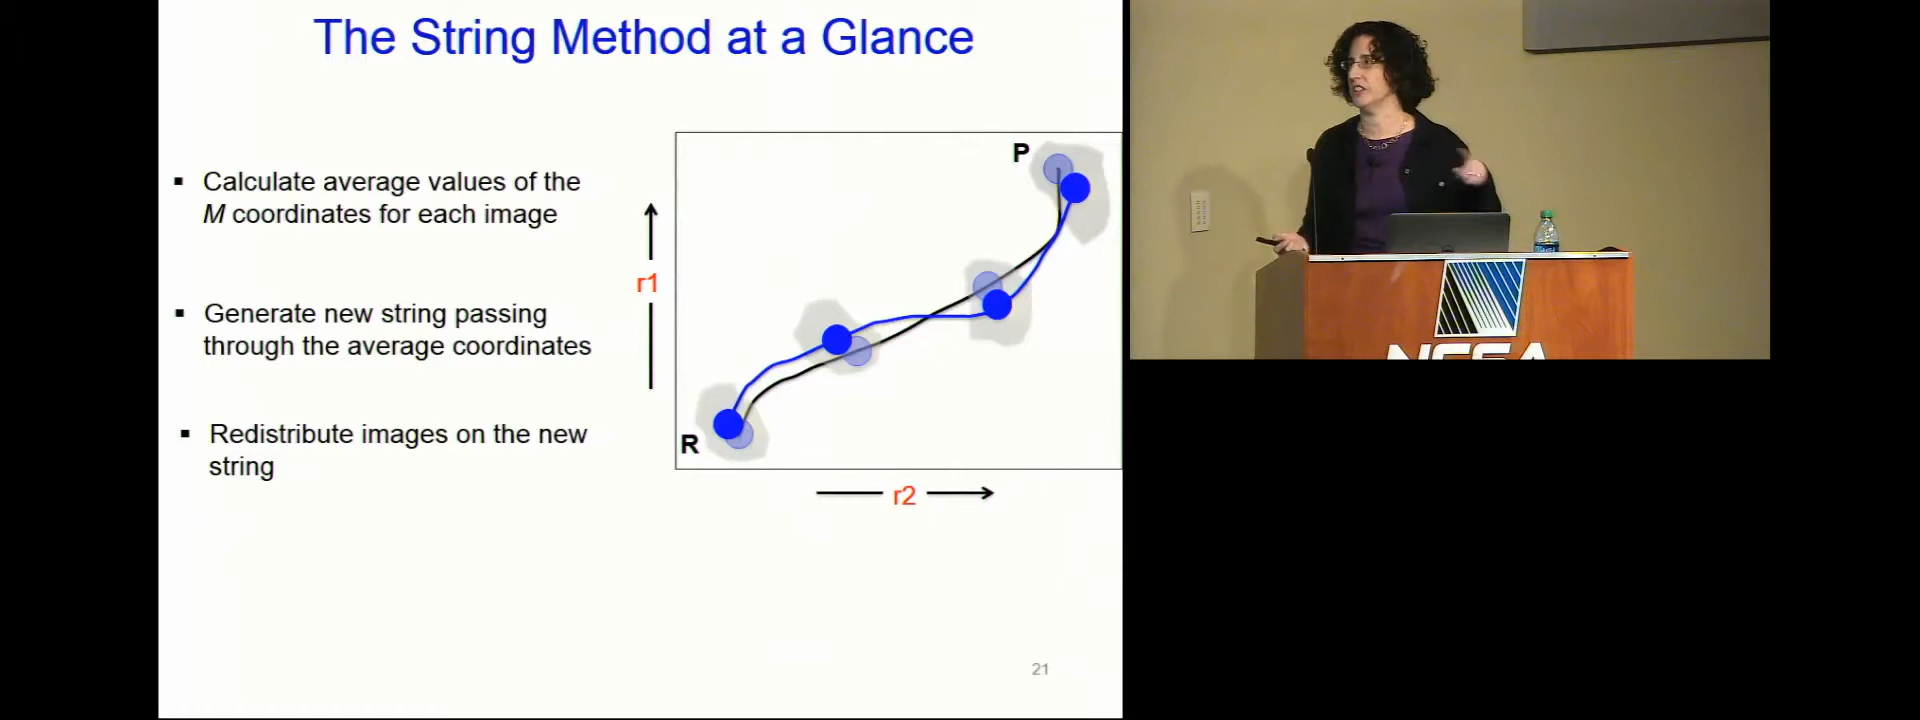 The String Method at a Glance
▪ Calculate average values of the
M coordinates for each image
▪ Generate new string passing
through the average coordinates
▪ Redistribute images on the new
string
P
r1
R
r2
21
NCSA